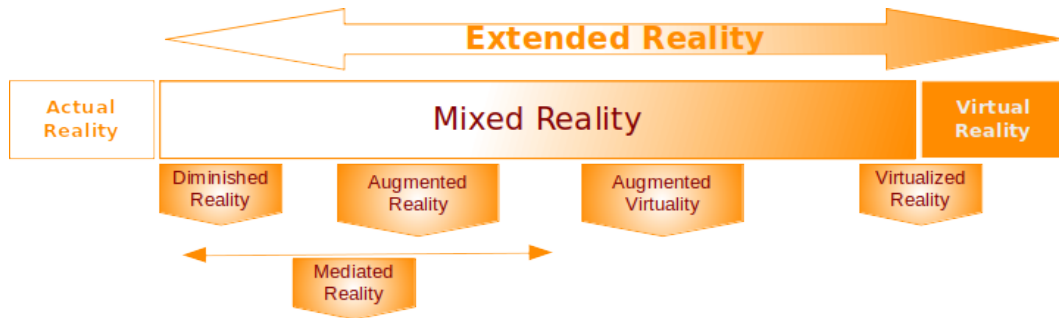 Extended Reality
Actual
Reality
Mixed Reality
Virtual
Reality
Diminished
Reality
Augmented
Reality
Augmented
Virtuality
Virtualized
Reality
Mediated
Reality